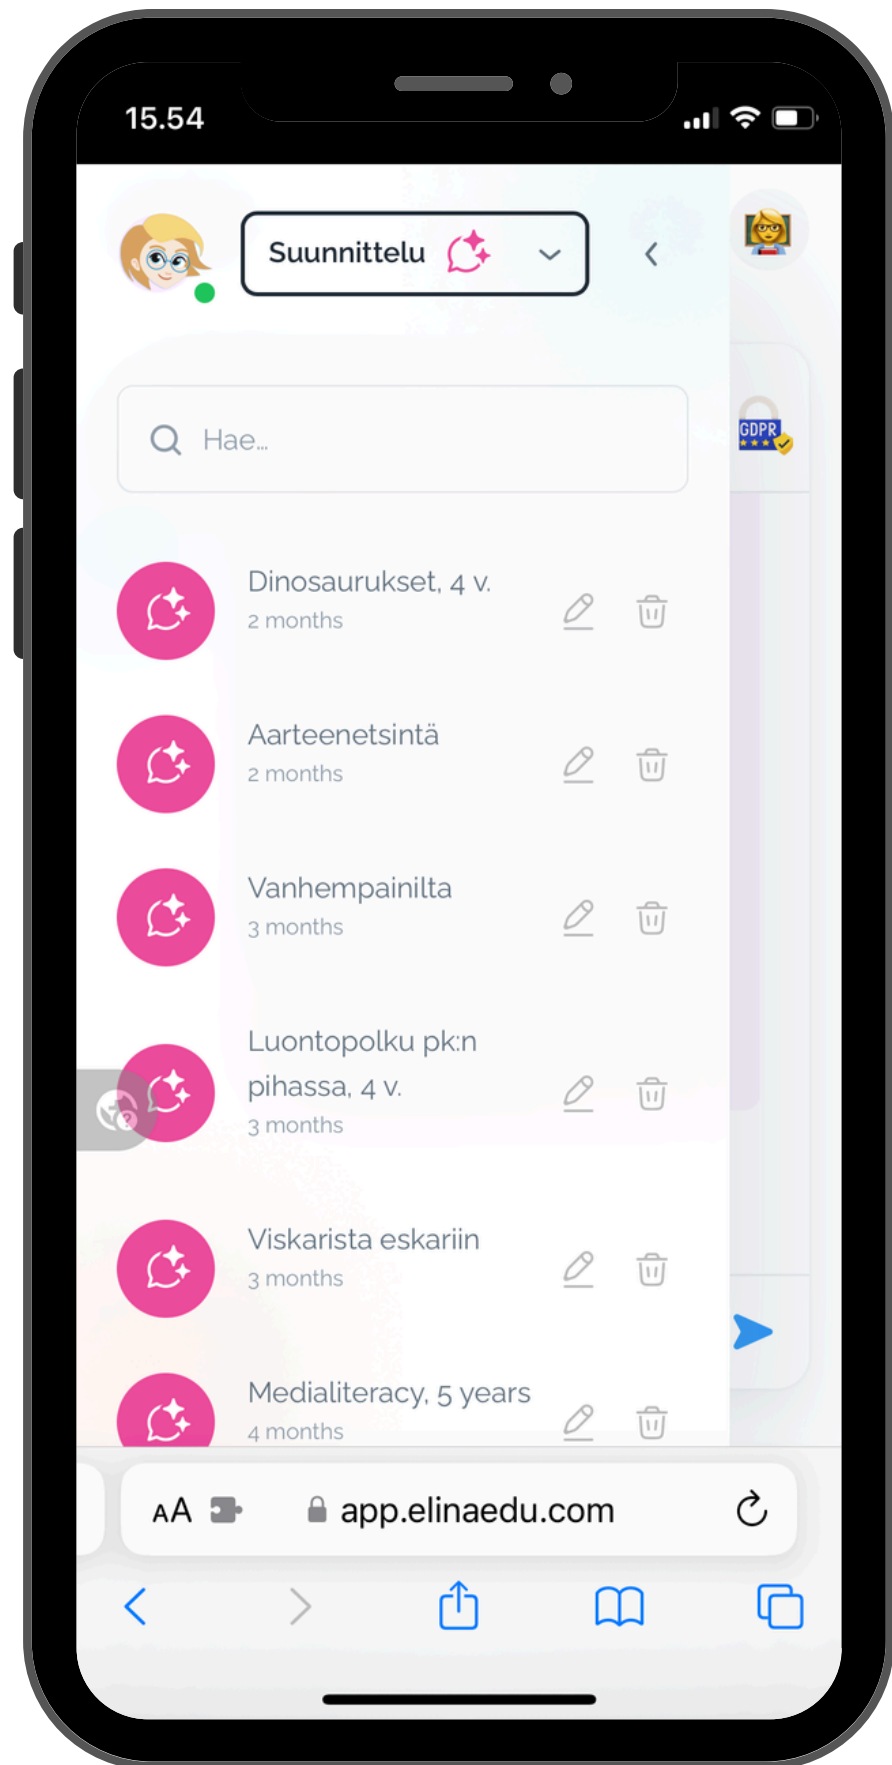 15.54
Suunnittelu
GDPR
Hae...
Dinosaurukset, 4 v.
2 months
Aarteenetsintä
2 months
Vanhempainilta
3 months
Luontopolku pk:n
pihassa, 4 v.
3 months
Viskarista eskariin
3 months
Medialiteracy, 5 years
4 months
AA
app.elinaedu.com